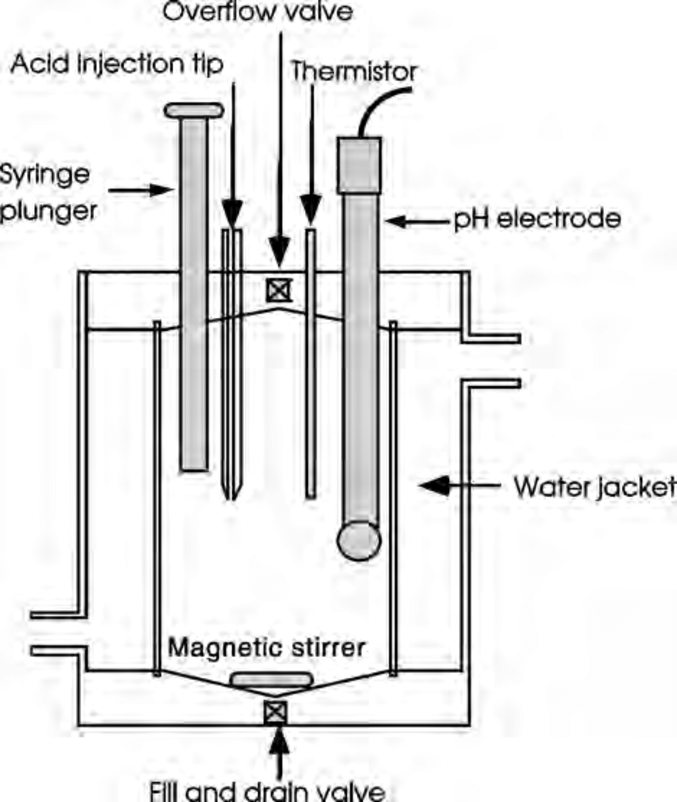 Overflow valve
Acid injection tip
Thermistor
Syringe
plunger
pH electrode
Water jacket
Magnetic stirrer
Fill and drain valve